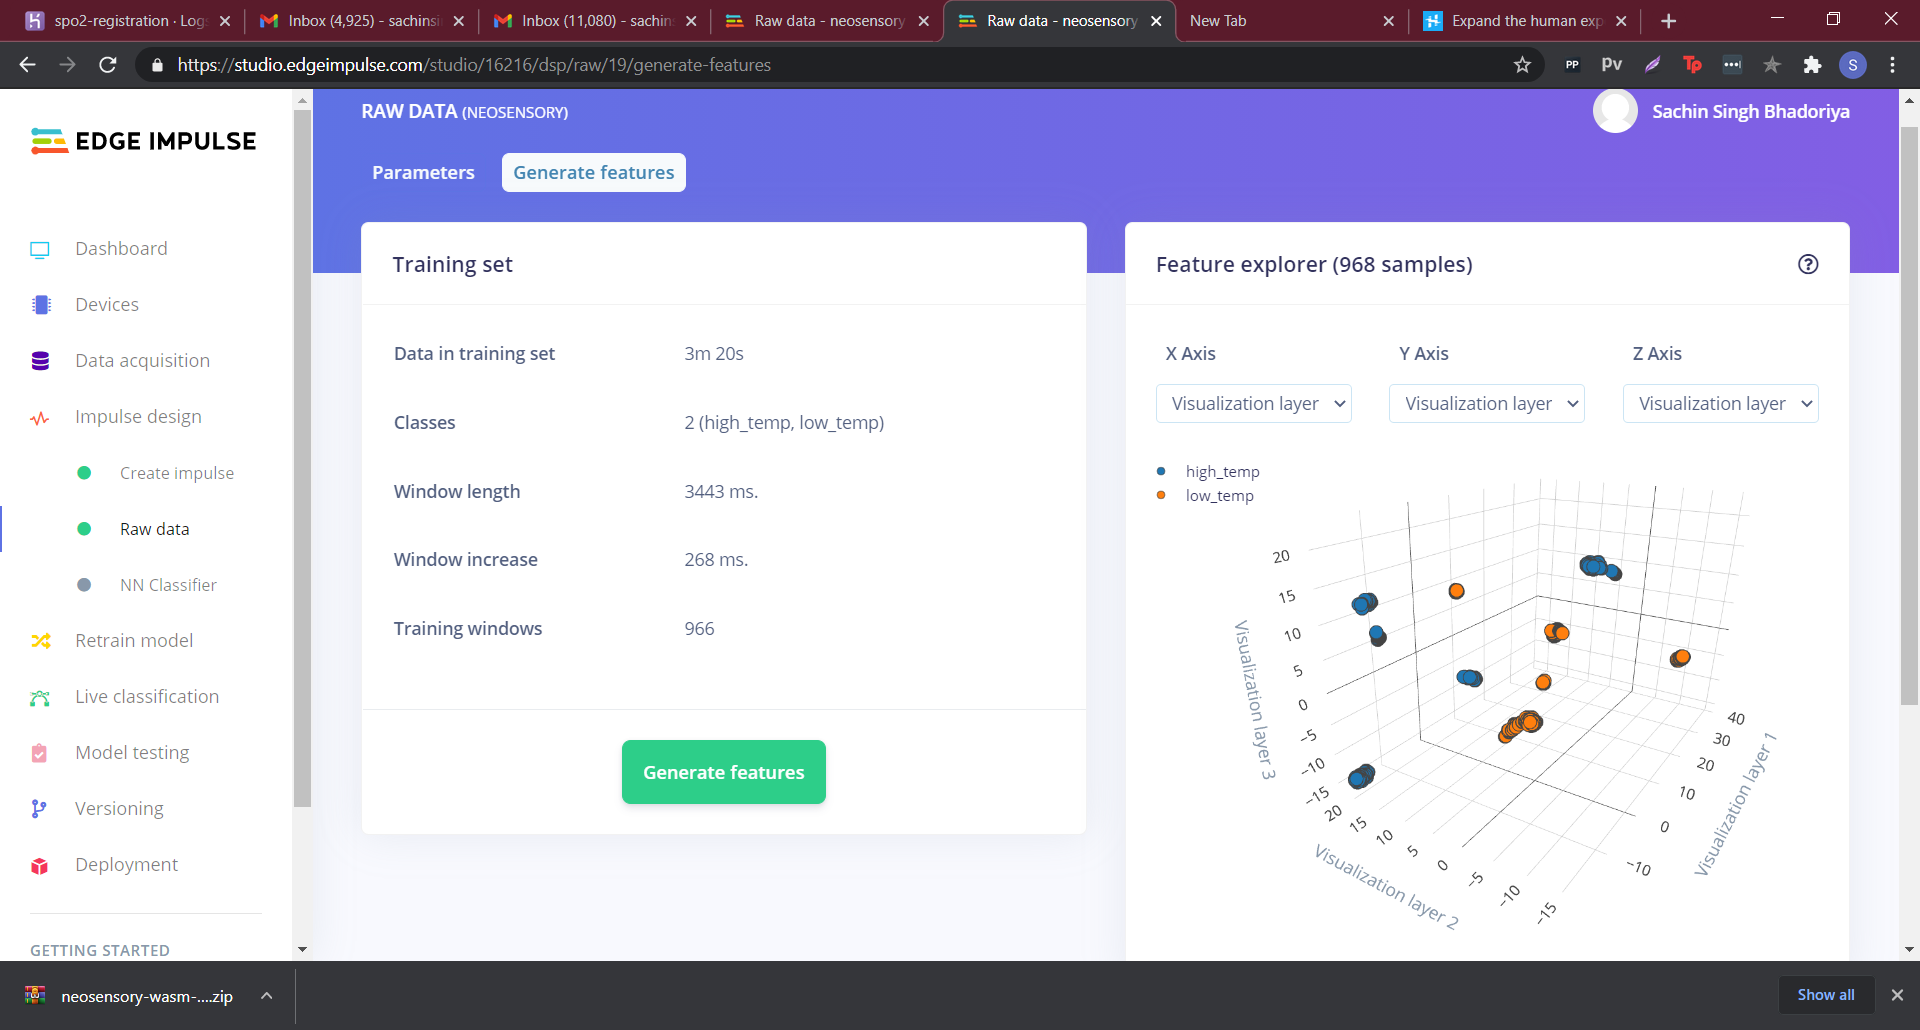 spo2-registration · Log
Inbox (4,925) - sachinsi
Inbox (11,080) - sachin
Raw data - neosensory
Raw data - neosensory
New Tab
Expand the human exp
https://studio.edgeimpulse.com/studio/16216/dsp/raw/19/generate-features
PP
Pv
Tp
S
EDGE IMPULSE
RAW DATA (NEOSENSORY)
Sachin Singh Bhadoriya
Parameters
Generate features
Dashboard
Devices
Data acquisition
Impulse design
Create impulse
Raw data
NN Classifier
Retrain model
Live classification
Model testing
Versioning
Deployment
GETTING STARTED
Training set
Data in training set 3m 20s
Classes 2 (high_temp, low_temp)
Window length 3443 ms.
Window increase 268 ms.
Training windows 966
Generate features
Feature explorer (968 samples)
X Axis Y Axis Z Axis
Visualization layer Visualization layer Visualization layer
high_temp
low_temp
20
15
10
5
0
−5
−10
−15
Visualization layer 3
20
15
10
5
0
−5
−10
−15
Visualization layer 2
40
30
20
10
0
−10
Visualization layer 1
neosensory-wasm-....zip
Show all